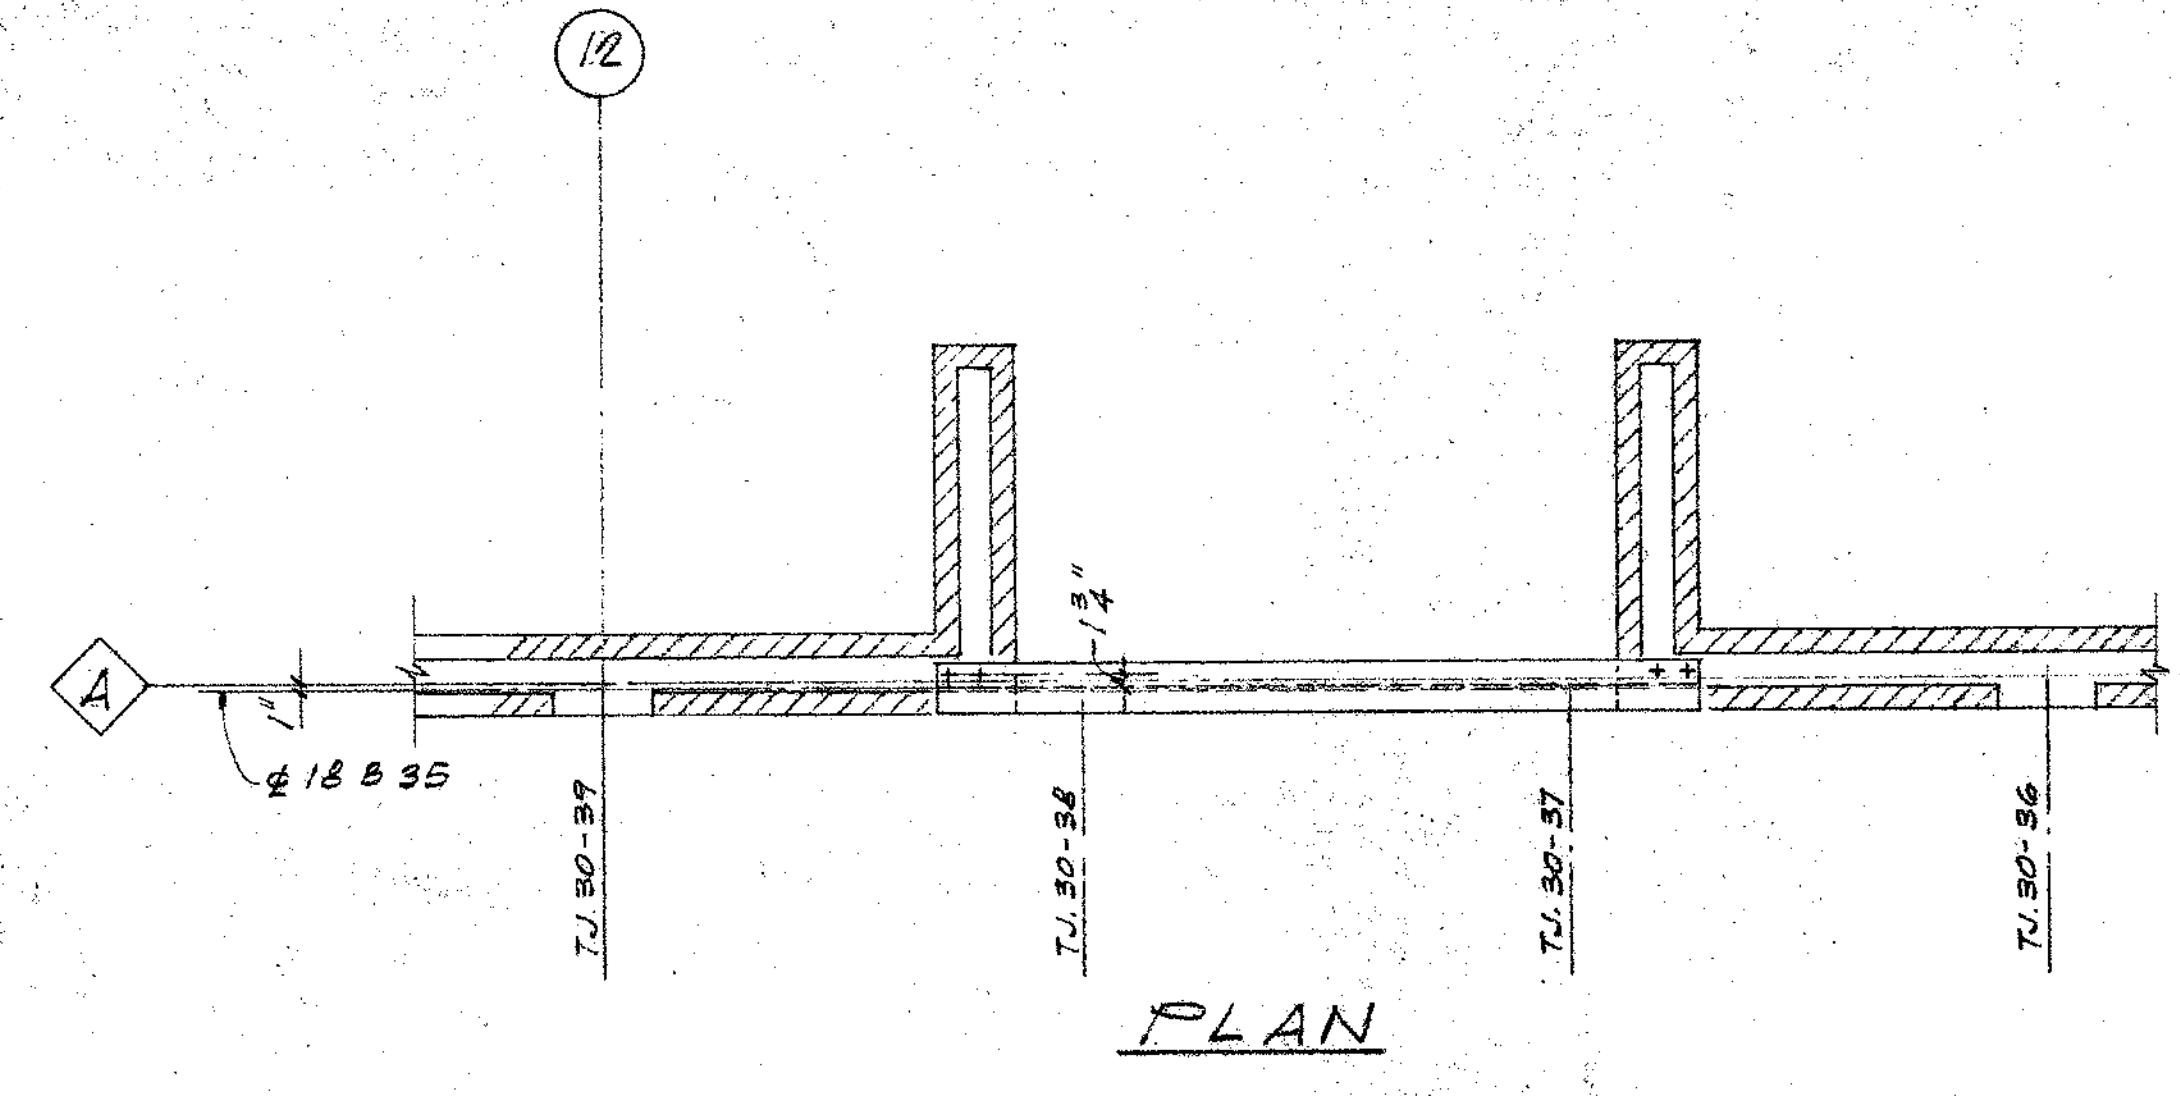 12
1 3/4"
A
1"
℄ 18 B 35
TJ. 30-39
TJ. 30-38
TJ. 30-37
TJ. 30-36
PLAN